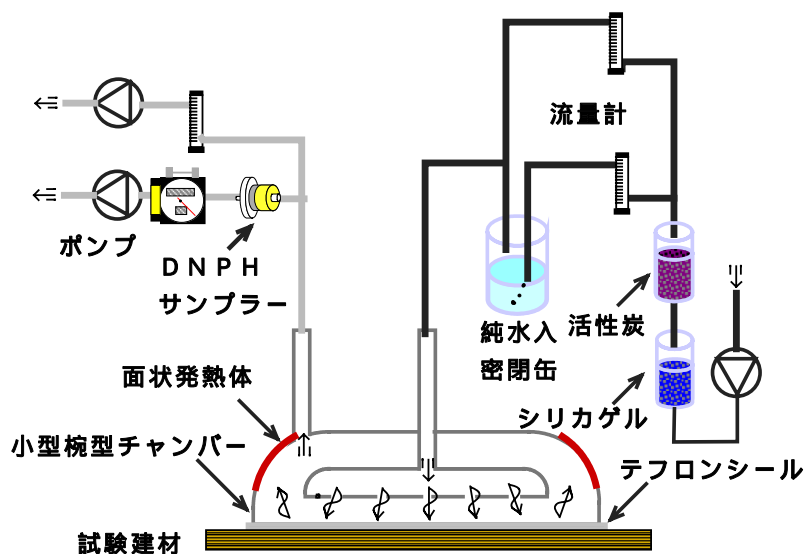 流量計
ポンプ
DNPH
サンプラー
純水入
密閉缶
活性炭
シリカゲル
面状発熱体
小型椀型チャンバー
テフロンシール
試験建材